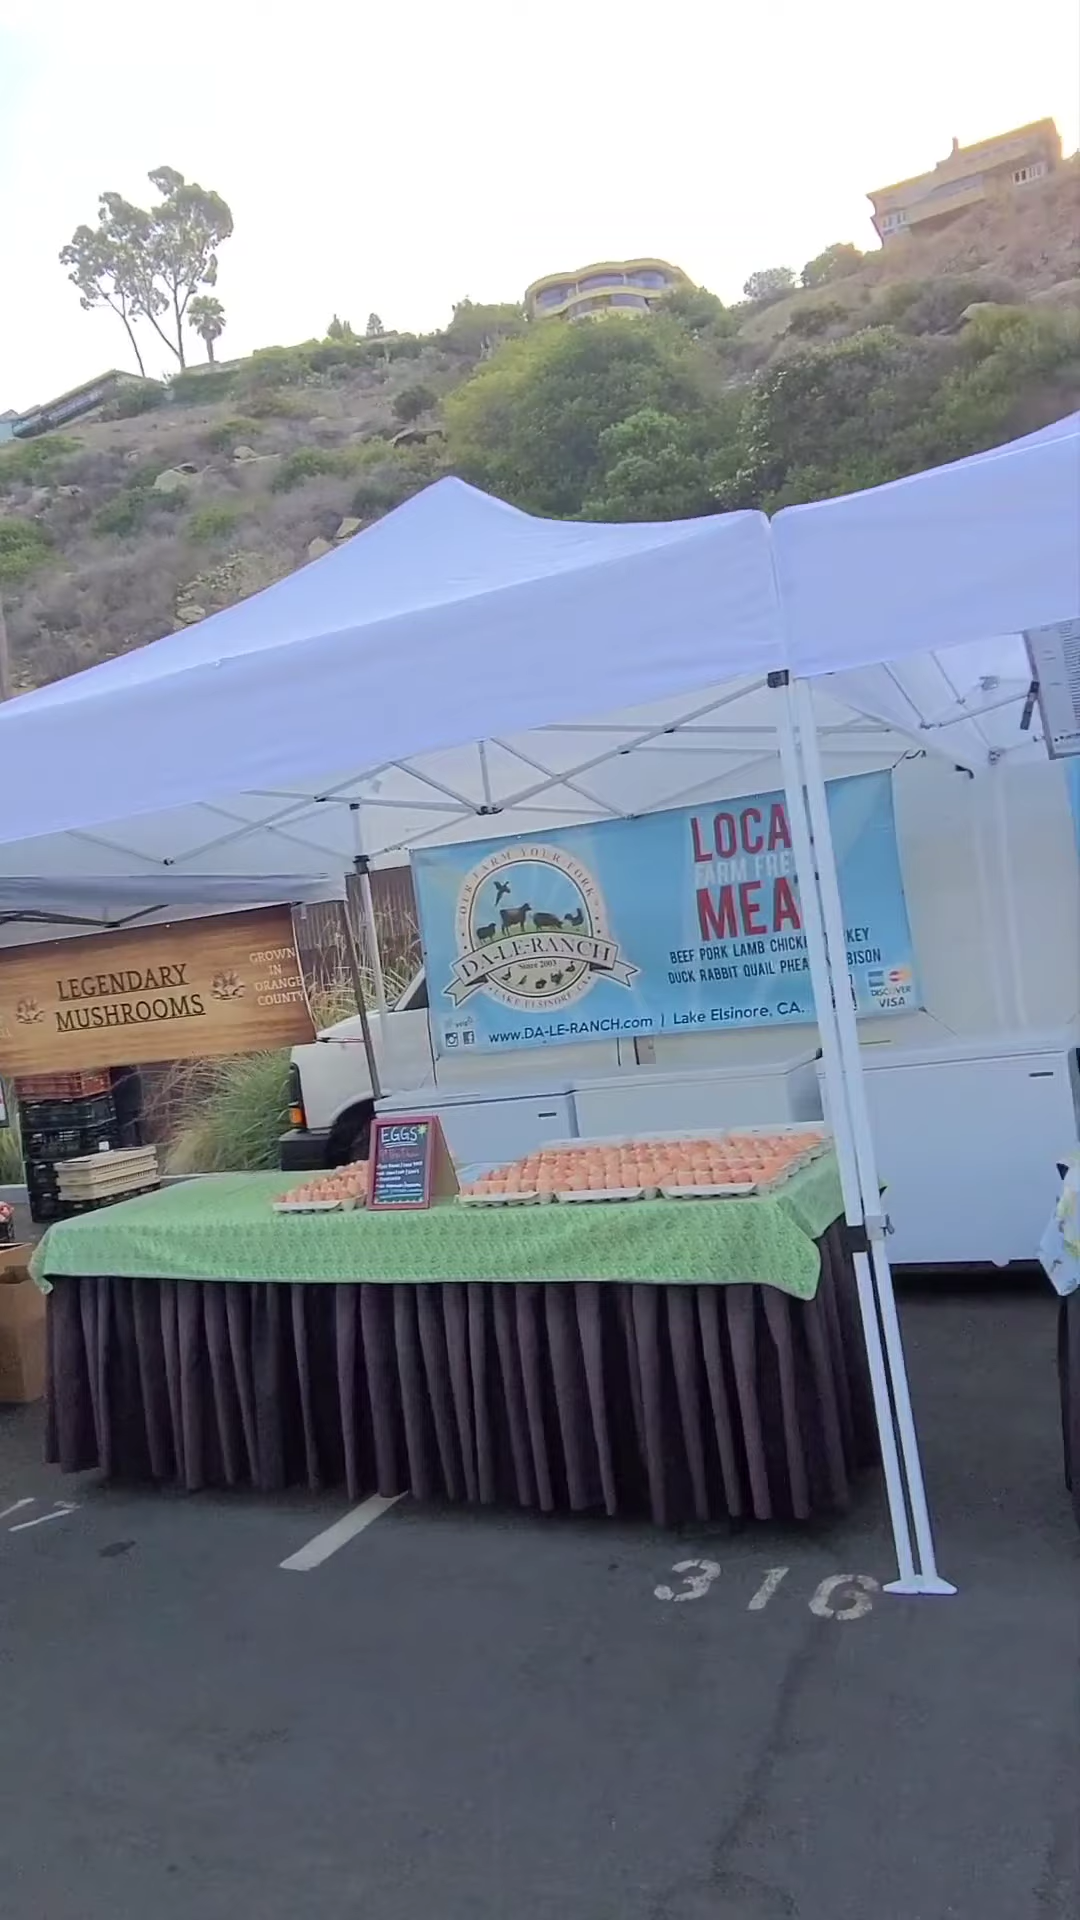 LOCA
FARM FRE
MEA
BEEF PORK LAMB CHICK KEY
DUCK RABBIT QUAIL PHEA BISON
DISCOVER
VISA
OUR FARM YOUR FORK
DA-LE-RANCH
Since 2003
LAKE ELSINORE CA
www.DA-LE-RANCH.com | Lake Elsinore, CA.
LEGENDARY
MUSHROOMS
GROWN
IN
ORANGE
COUNTY
EGGS
316